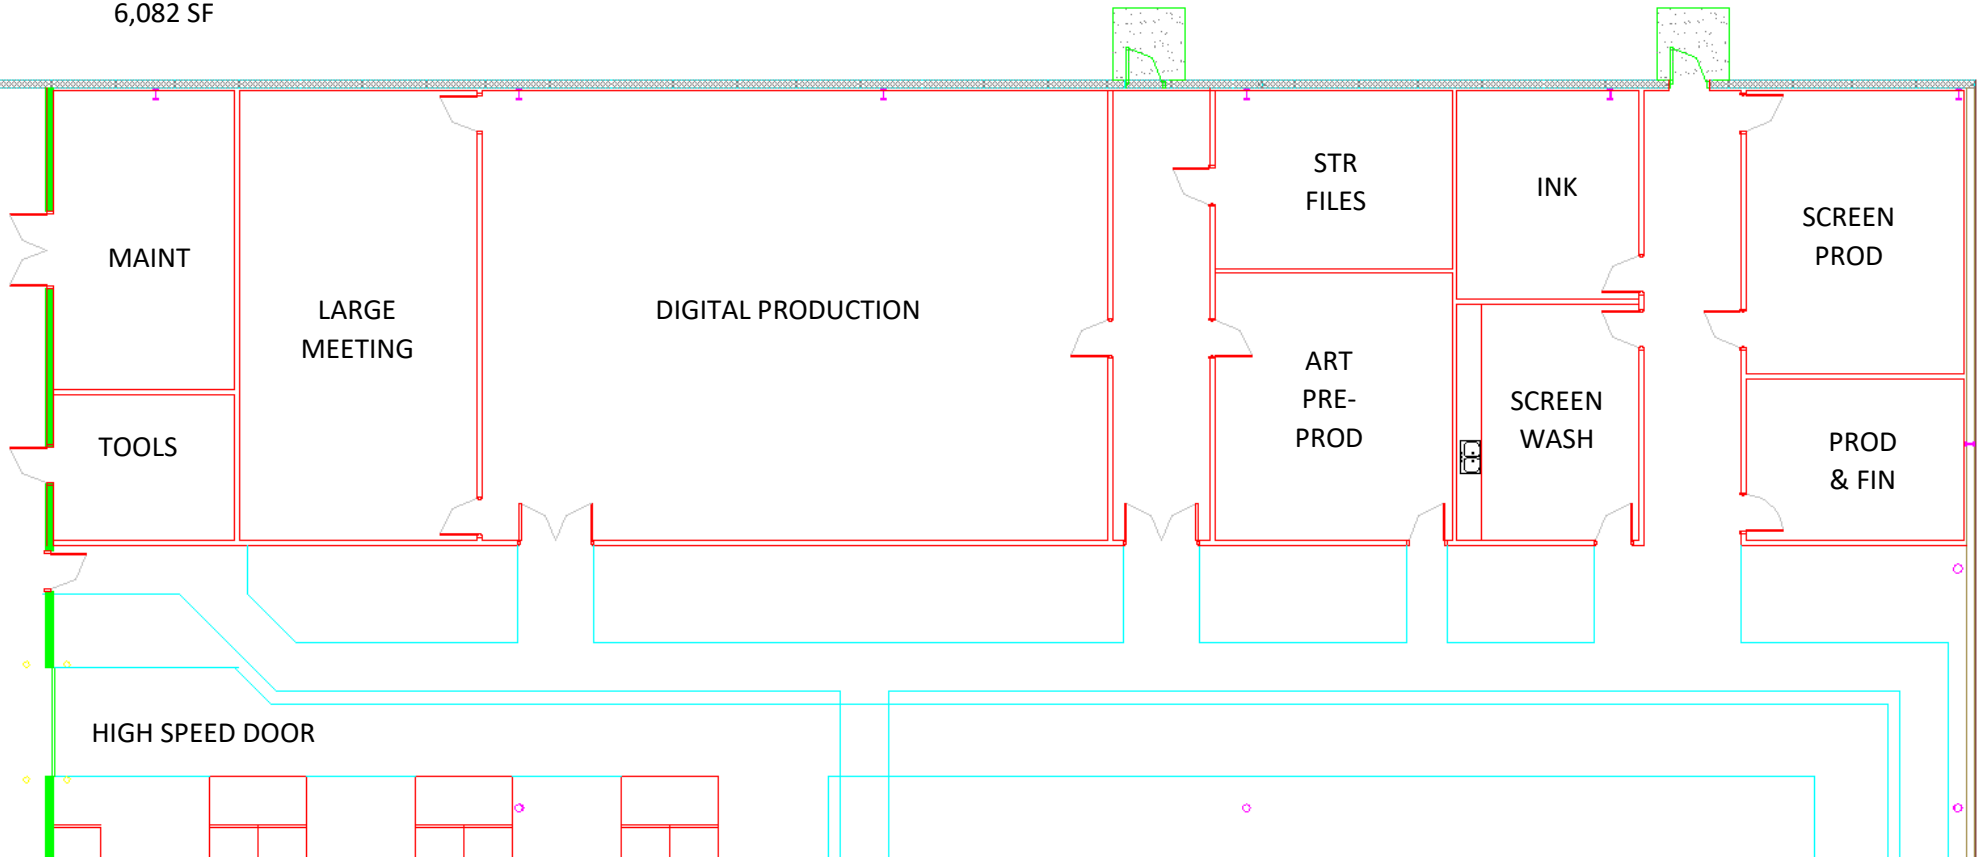 6,082 SF
MAINT
TOOLS
LARGE
MEETING
DIGITAL PRODUCTION
STR
FILES
ART
PRE-
PROD
INK
SCREEN
WASH
SCREEN
PROD
PROD
& FIN
HIGH SPEED DOOR